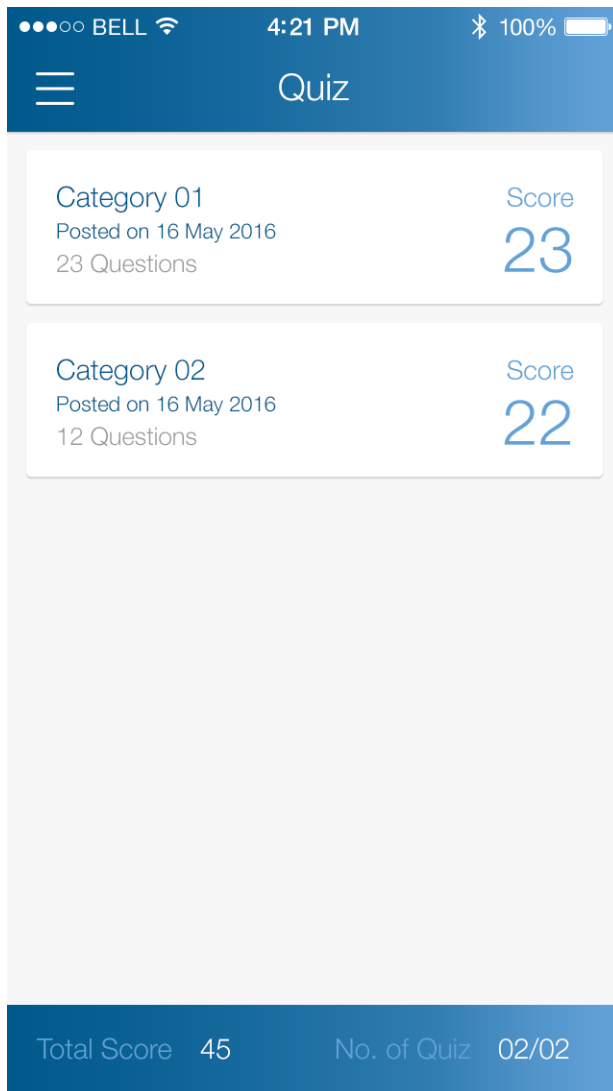 BELL 4:21 PM 100%
Quiz
Category 01 Score
Posted on 16 May 2016 23
23 Questions
Category 02 Score
Posted on 16 May 2016 22
12 Questions
Total Score 45 No. of Quiz 02/02